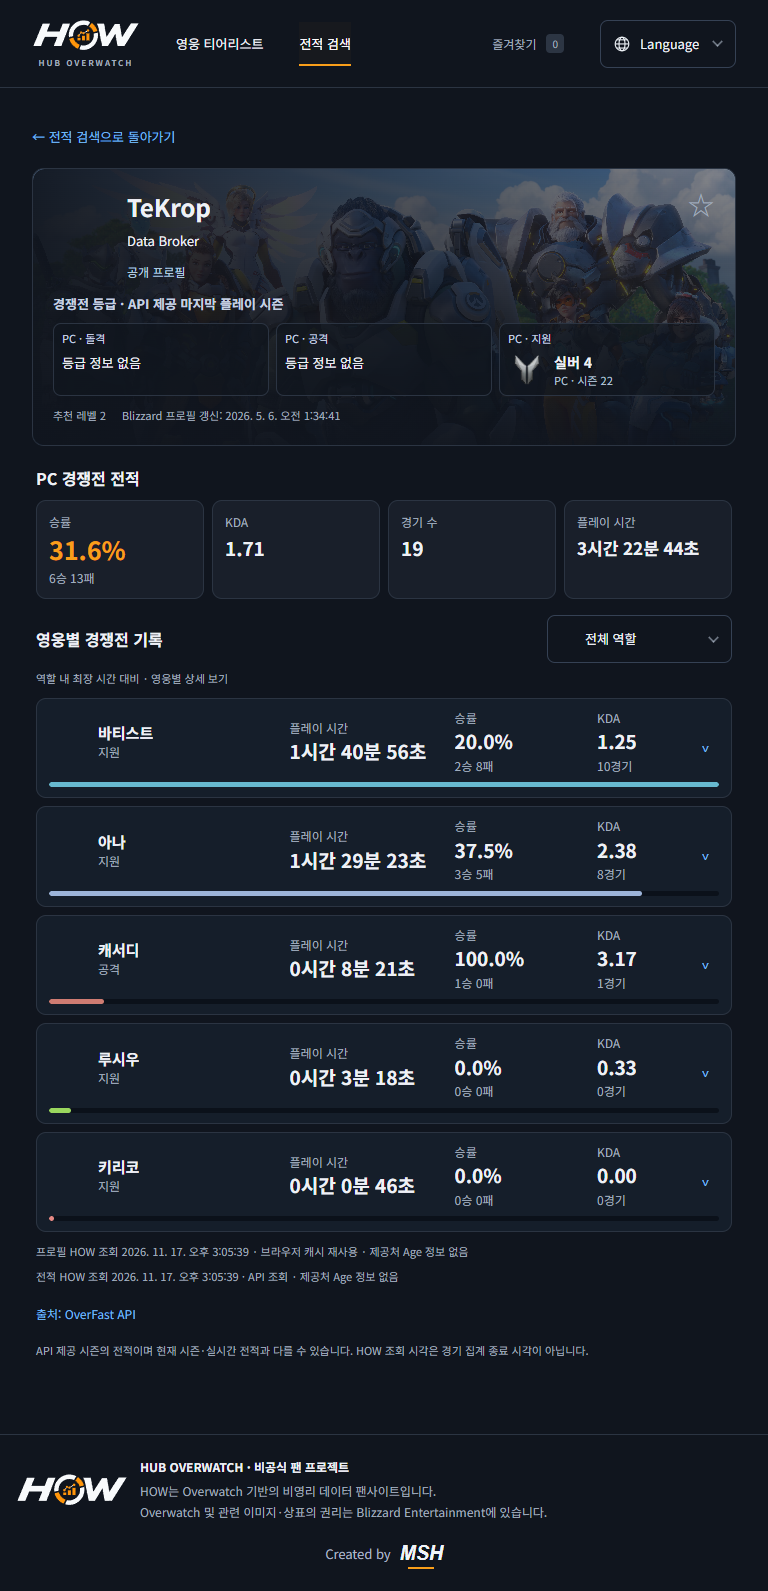 HOW
HUB OVERWATCH
영웅 티어리스트
전적 검색
즐겨찾기 0
Language
← 전적 검색으로 돌아가기
TeKrop
Data Broker
공개 프로필
경쟁전 등급 · API 제공 마지막 플레이 시즌
PC · 돌격
등급 정보 없음
PC · 공격
등급 정보 없음
PC · 지원
실버 4
PC · 시즌 22
추천 레벨 2 Blizzard 프로필 갱신: 2026. 5. 6. 오전 1:34:41
PC 경쟁전 전적
승률
31.6%
6승 13패
KDA
1.71
경기 수
19
플레이 시간
3시간 22분 44초
영웅별 경쟁전 기록
전체 역할
역할 내 최장 시간 대비 · 영웅별 상세 보기
바티스트
지원
플레이 시간
1시간 40분 56초
승률
20.0%
2승 8패
KDA
1.25
10경기
v
아나
지원
플레이 시간
1시간 29분 23초
승률
37.5%
3승 5패
KDA
2.38
8경기
v
캐서디
공격
플레이 시간
0시간 8분 21초
승률
100.0%
1승 0패
KDA
3.17
1경기
v
루시우
지원
플레이 시간
0시간 3분 18초
승률
0.0%
0승 0패
KDA
0.33
0경기
v
키리코
지원
플레이 시간
0시간 0분 46초
승률
0.0%
0승 0패
KDA
0.00
0경기
v
프로필 HOW 조회 2026. 11. 17. 오후 3:05:39 · 브라우저 캐시 재사용 · 제공처 Age 정보 없음
전적 HOW 조회 2026. 11. 17. 오후 3:05:39 · API 조회 · 제공처 Age 정보 없음
출처: OverFast API
API 제공 시즌의 전적이며 현재 시즌·실시간 전적과 다를 수 있습니다. HOW 조회 시각은 경기 집계 종료 시각이 아닙니다.
HOW
HUB OVERWATCH · 비공식 팬 프로젝트
HOW는 Overwatch 기반의 비영리 데이터 팬사이트입니다.
Overwatch 및 관련 이미지·상표의 권리는 Blizzard Entertainment에 있습니다.
Created by MSH